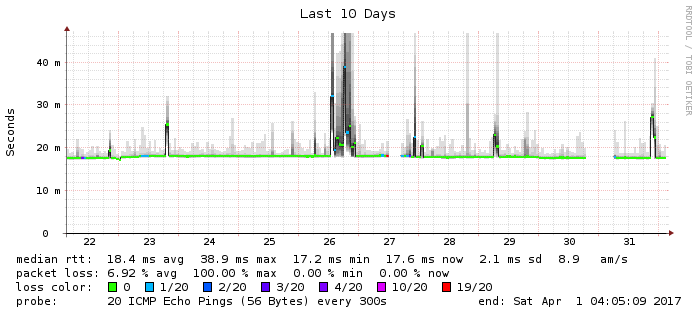 Last 10 Days
RRDTOOL / TOBI OETIKER
Seconds
40 m
30 m
20 m
10 m
0
22 23 24 25 26 27 28 29 30 31
median rtt: 18.4 ms avg 38.9 ms max 17.2 ms min 17.6 ms now 2.1 ms sd 8.9 am/s
packet loss: 6.92 % avg 100.00 % max 0.00 % min 0.00 % now
loss color: 0 1/20 2/20 3/20 4/20 10/20 19/20
probe: 20 ICMP Echo Pings (56 Bytes) every 300s end: Sat Apr 1 04:05:09 2017